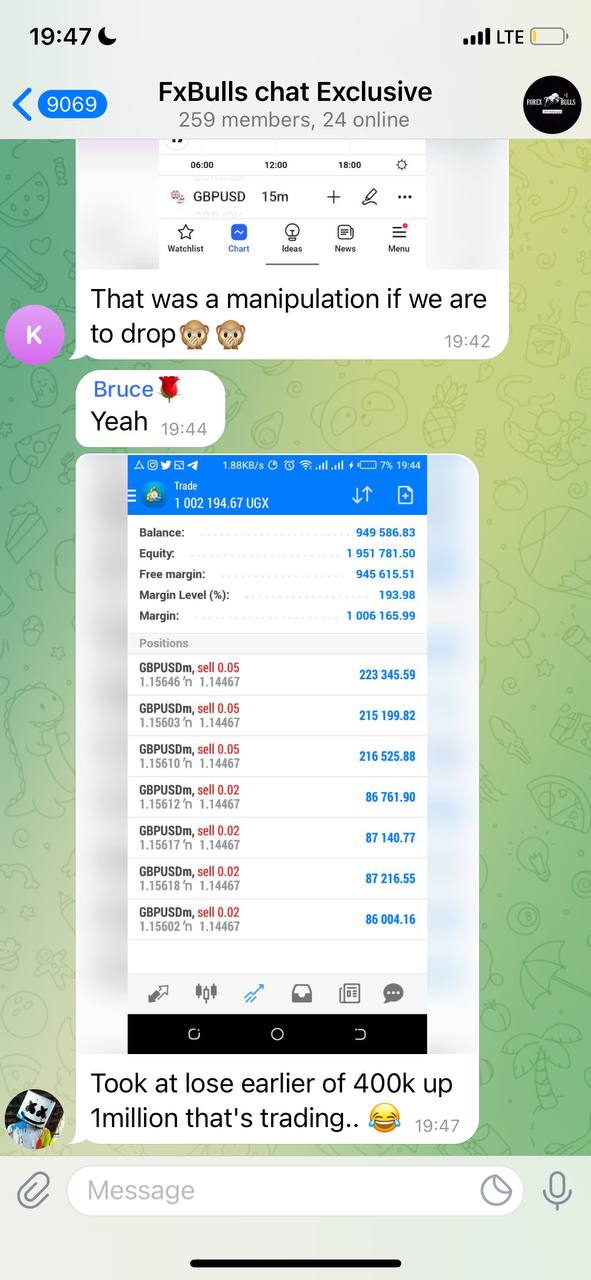 19:47
LTE
9069
FxBulls chat Exclusive
259 members, 24 online
FOREX BULLS
06:00 12:00 18:00
GBPUSD 15m
Watchlist Chart Ideas News Menu
That was a manipulation if we are
to drop🙊🙊
19:42
K
Bruce🌹
Yeah 19:44
1.88KB/s 7% 19:44
Trade
1 002 194.67 UGX
Balance: 949 586.83
Equity: 1 951 781.50
Free margin: 945 615.51
Margin Level (%): 193.98
Margin: 1 006 165.99
Positions
GBPUSDm, sell 0.05
1.15646 1.14467
223 345.59
GBPUSDm, sell 0.05
1.15603 1.14467
215 199.82
GBPUSDm, sell 0.05
1.15610 1.14467
216 525.88
GBPUSDm, sell 0.02
1.15612 1.14467
86 761.90
GBPUSDm, sell 0.02
1.15617 1.14467
87 140.77
GBPUSDm, sell 0.02
1.15618 1.14467
87 216.55
GBPUSDm, sell 0.02
1.15602 1.14467
86 004.16
Took at lose earlier of 400k up
1million that's trading.. 😂 19:47
Message